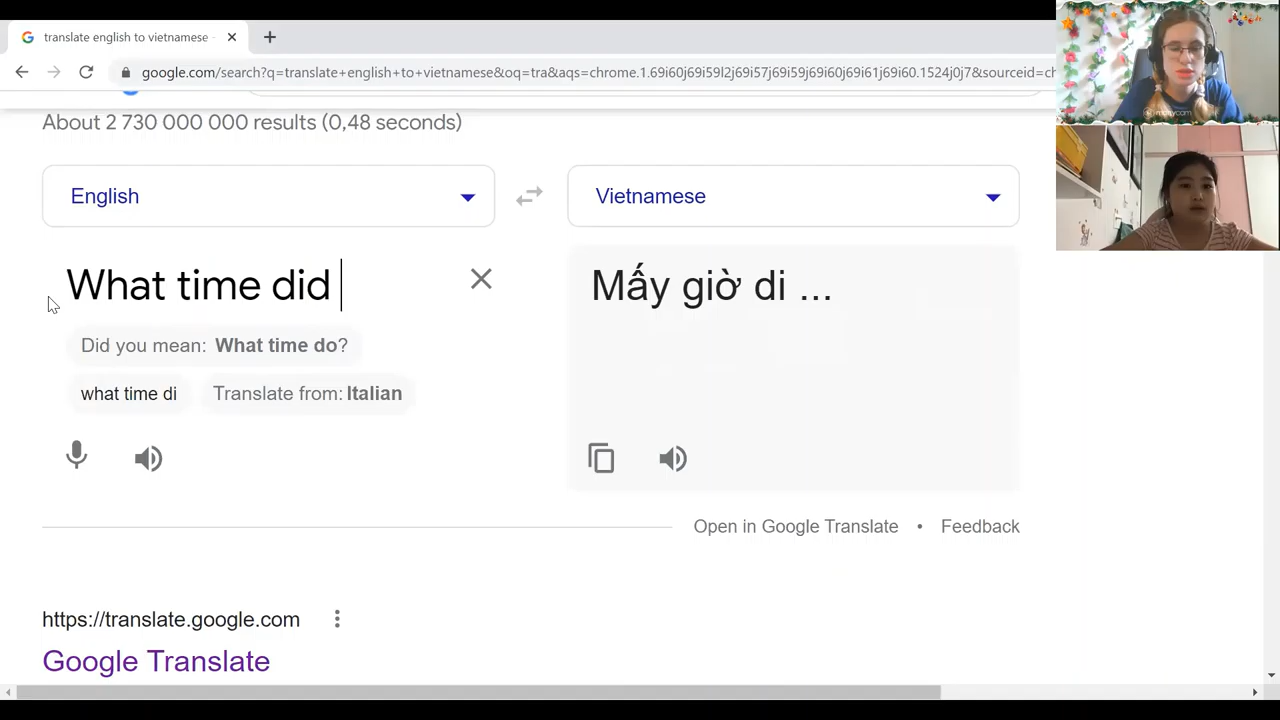 translate english to vietnamese -
google.com/search?q=translate+english+to+vietnamese&oq=tra&aqs=chrome.1.69i60j69i59l2j69i57j69i59j69i60j69i61j69i60.1524j0j7&sourceid=ch
About 2 730 000 000 results (0,48 seconds)
English
Vietnamese
What time did
Mấy giờ di ...
Did you mean: What time do?
what time di
Translate from: Italian
Open in Google Translate • Feedback
https://translate.google.com
Google Translate